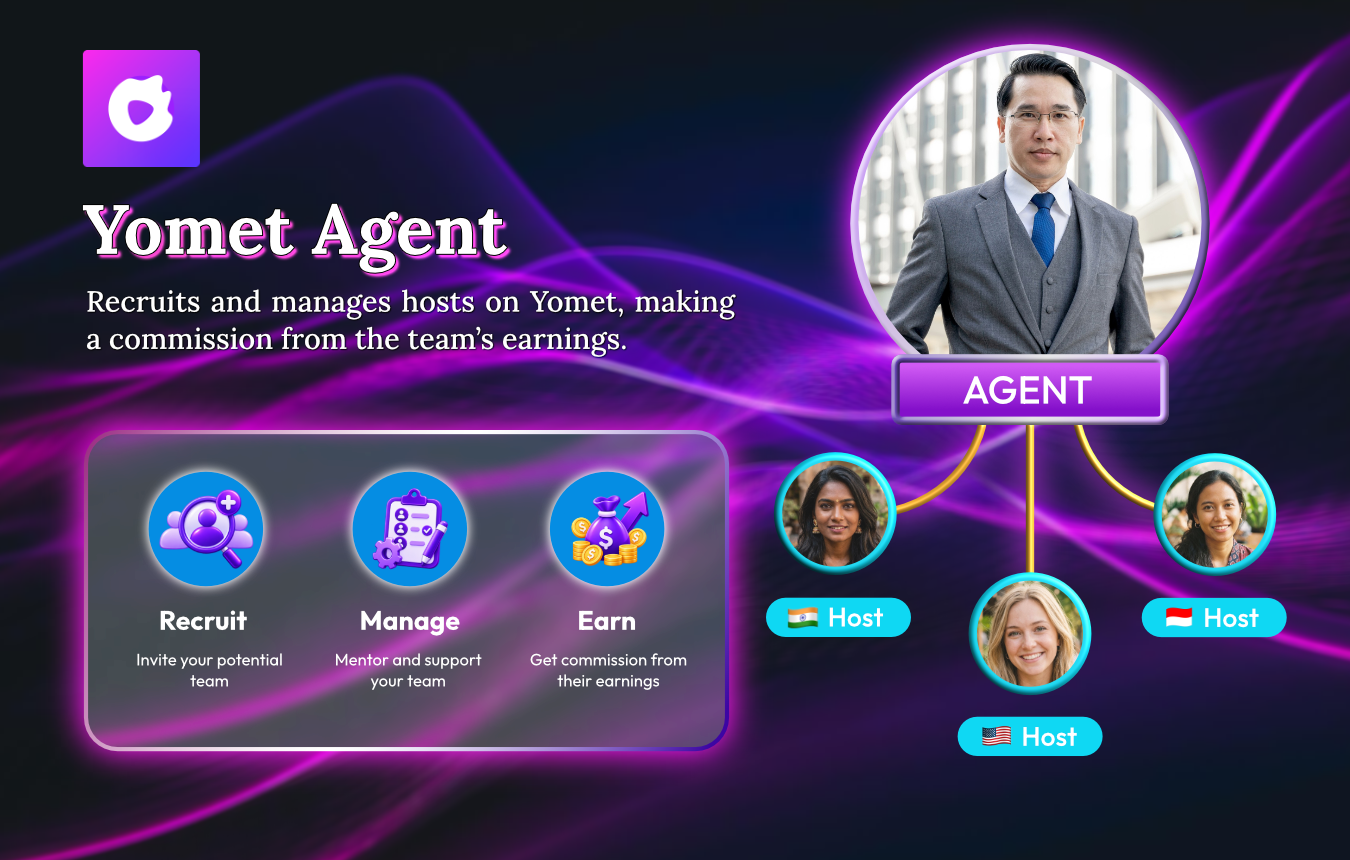 Yomet Agent
Recruits and manages hosts on Yomet, making
a commission from the team’s earnings.
AGENT
Recruit
Invite your potential
team
Manage
Mentor and support
your team
Earn
Get commission from
their earnings
Host
Host
Host